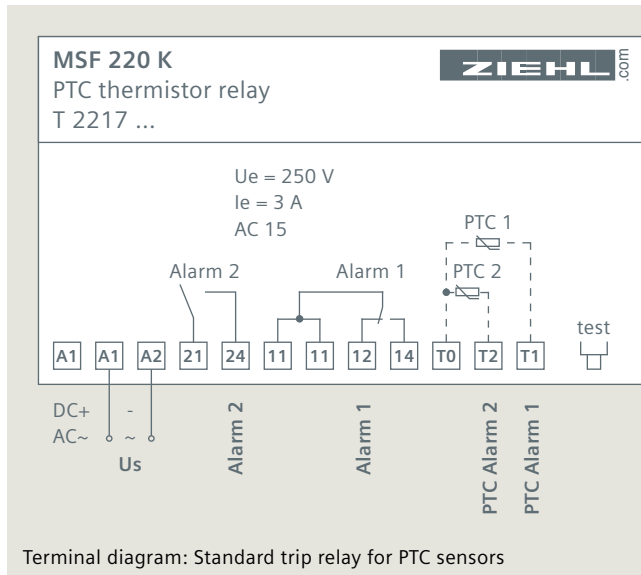 MSF 220 K
PTC thermistor relay
T 2217 ...
ZIEHL.com
Ue = 250 V
Ie = 3 A
AC 15
PTC 1
Alarm 2
Alarm 1
PTC 2
test
A1 A1 A2 21 24 11 11 12 14 T0 T2 T1
DC+ -
AC~ ~
Us
Alarm 2
Alarm 1
PTC Alarm 2
PTC Alarm 1
Terminal diagram: Standard trip relay for PTC sensors